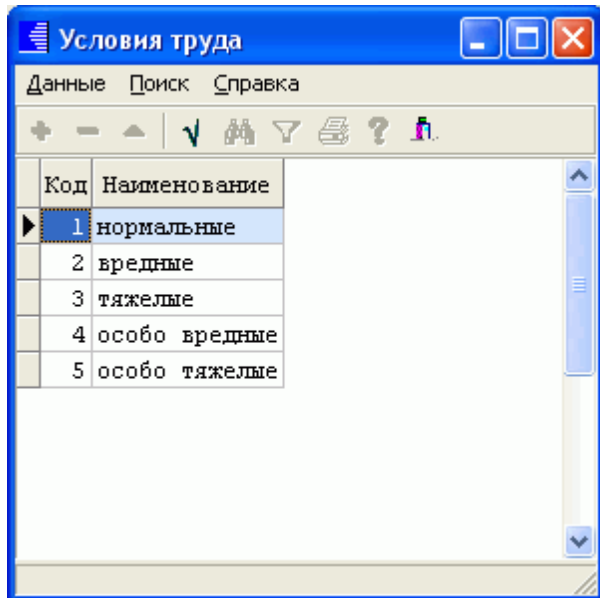 Условия труда
Данные Поиск Справка
Код Наименование
1 нормальные
2 вредные
3 тяжелые
4 особо вредные
5 особо тяжелые